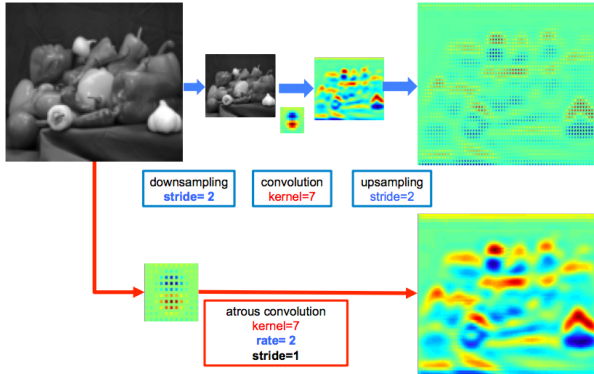 downsampling
stride= 2
convolution
kernel=7
upsampling
stride=2
atrous convolution
kernel=7
rate= 2
stride=1